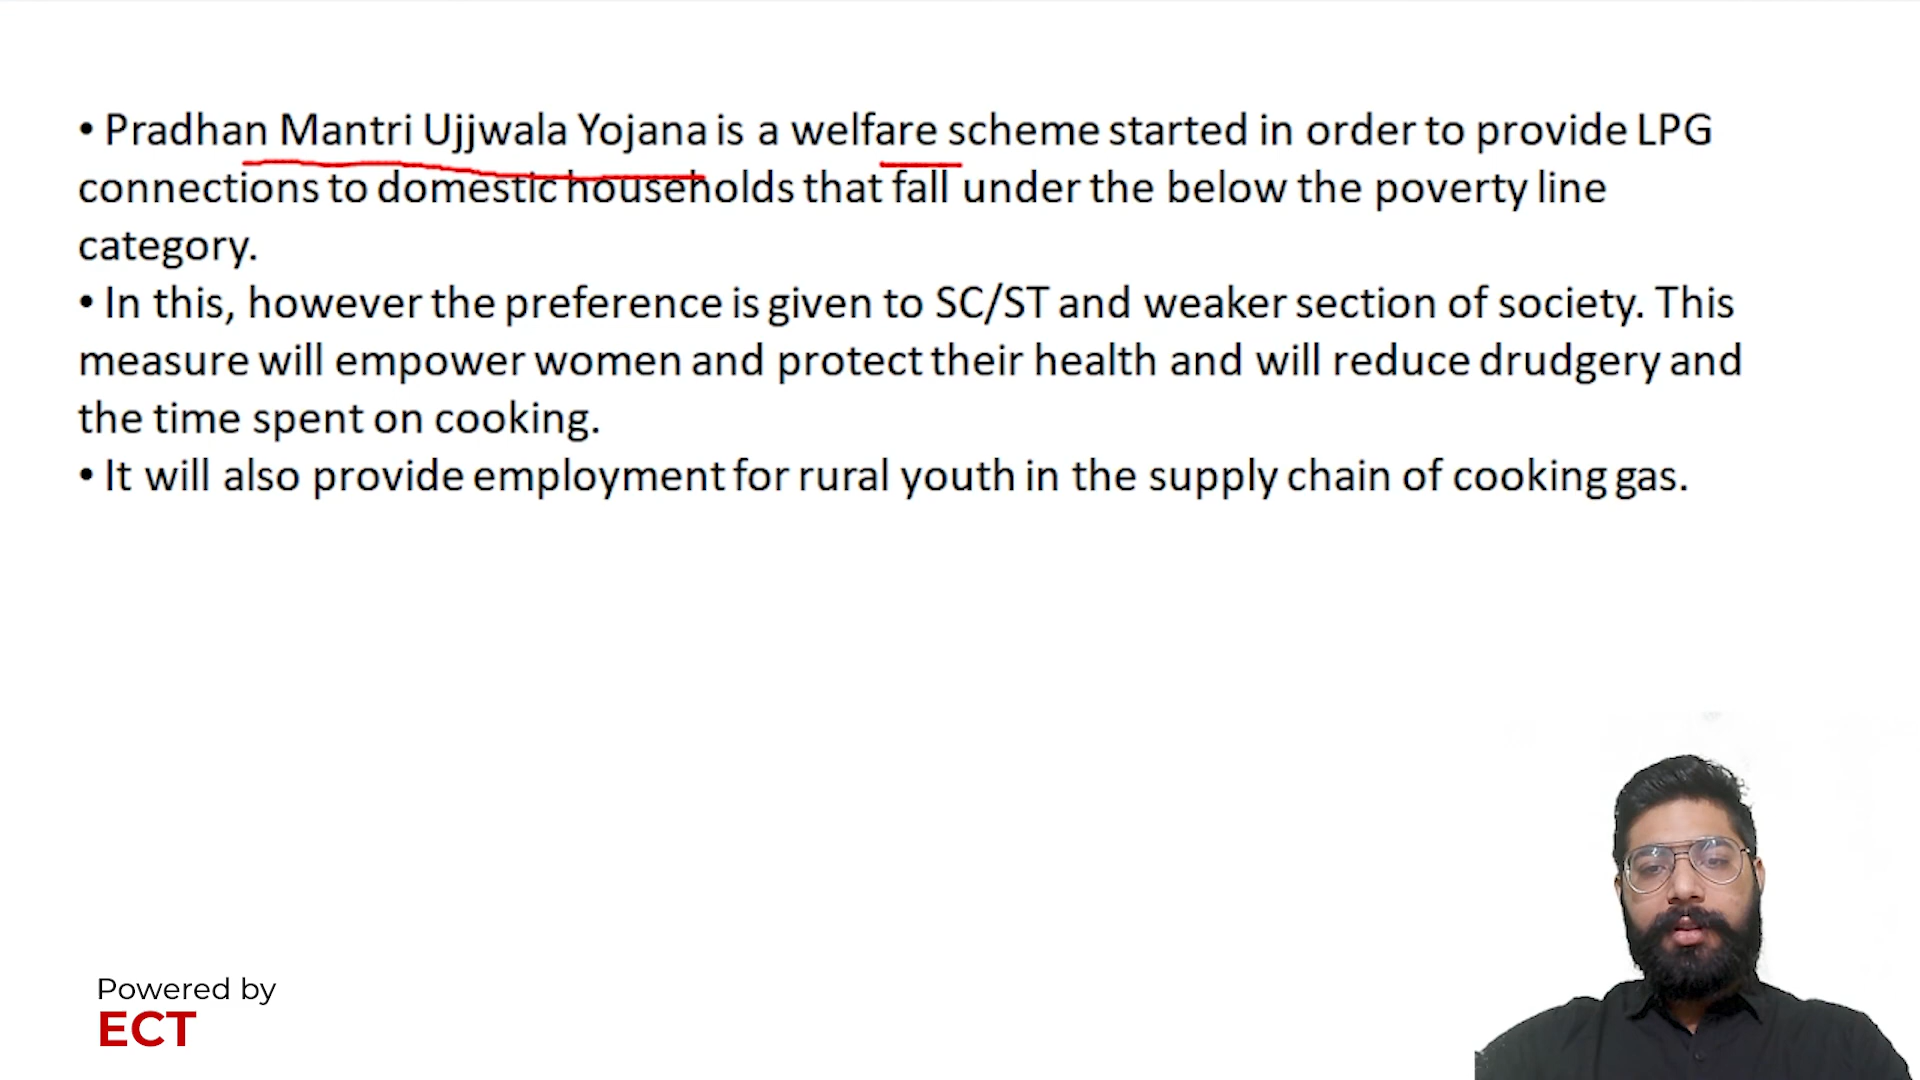 • Pradhan Mantri Ujjwala Yojana is a welfare scheme started in order to provide LPG
connections to domestic households that fall under the below the poverty line
category.
• In this, however the preference is given to SC/ST and weaker section of society. This
measure will empower women and protect their health and will reduce drudgery and
the time spent on cooking.
• It will also provide employment for rural youth in the supply chain of cooking gas.
Powered by
ECT